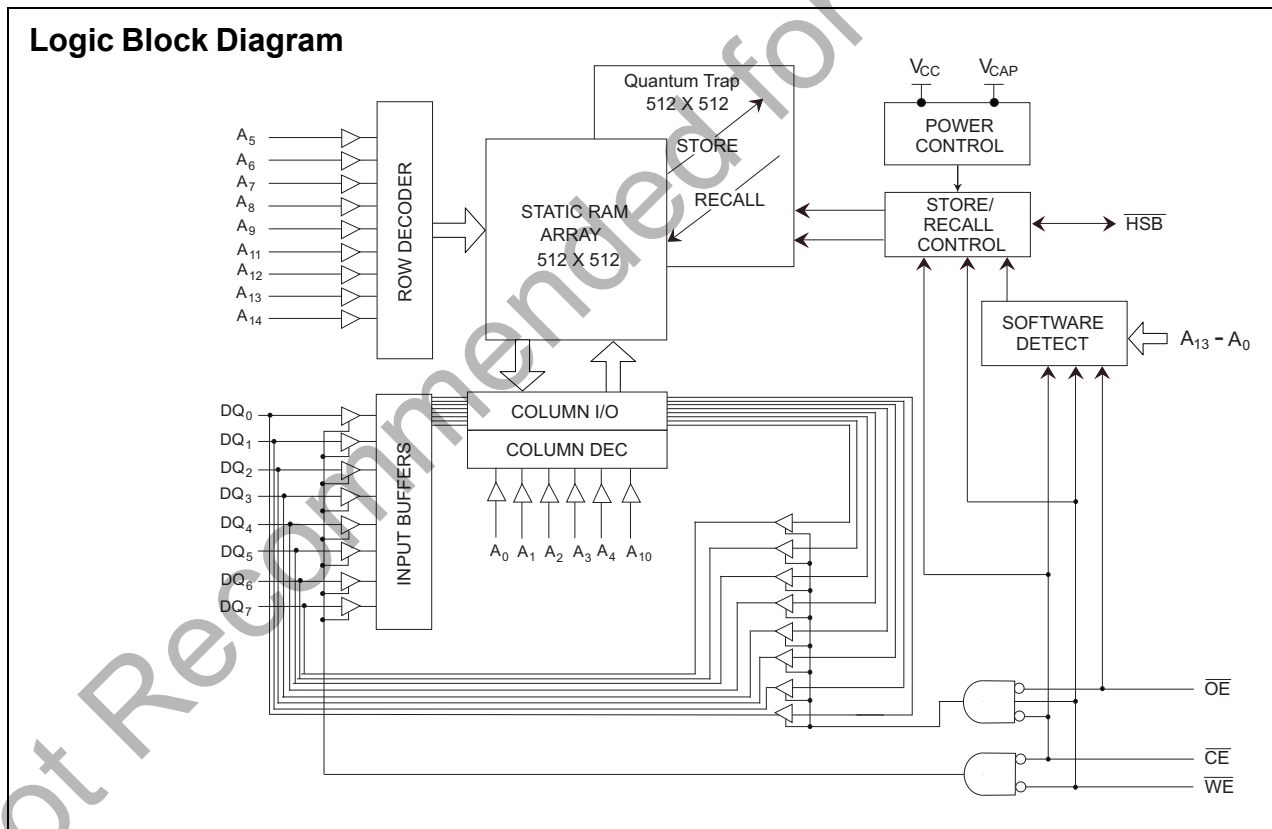 Logic Block Diagram
Quantum Trap
512 X 512
STORE
RECALL
STATIC RAM
ARRAY
512 X 512
A5
A6
A7
A8
A9
A11
A12
A13
A14
ROW DECODER
VCC
VCAP
POWER
CONTROL
STORE/
RECALL
CONTROL
HSB
SOFTWARE
DETECT
A13 - A0
DQ0
DQ1
DQ2
DQ3
DQ4
DQ5
DQ6
DQ7
INPUT BUFFERS
COLUMN I/O
COLUMN DEC
A0 A1 A2 A3 A4 A10
OE
CE
WE
ot Recommended for